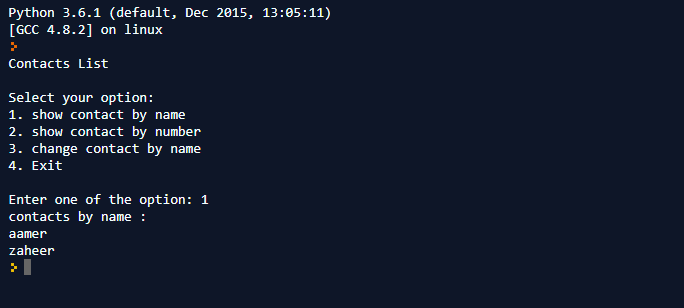 Python 3.6.1 (default, Dec 2015, 13:05:11)
[GCC 4.8.2] on linux
Contacts List
Select your option:
1. show contact by name
2. show contact by number
3. change contact by name
4. Exit
Enter one of the option: 1
contacts by name :
aamer
zaheer